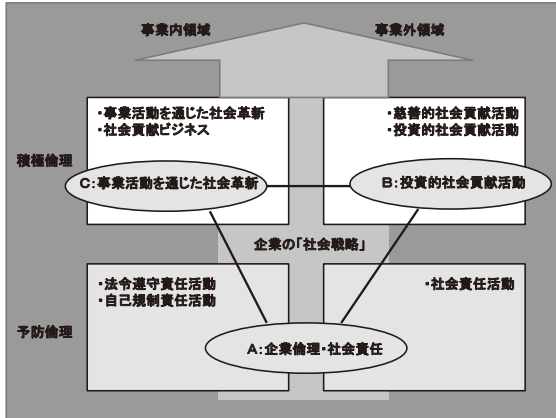 事業内領域
事業外領域
・事業活動を通じた社会革新
・社会貢献ビジネス
・慈善的社会貢献活動
・投資的社会貢献活動
積極倫理
C:事業活動を通じた社会革新
B:投資的社会貢献活動
企業の「社会戦略」
・法令遵守責任活動
・自己規制責任活動
・社会責任活動
予防倫理
A:企業倫理・社会責任